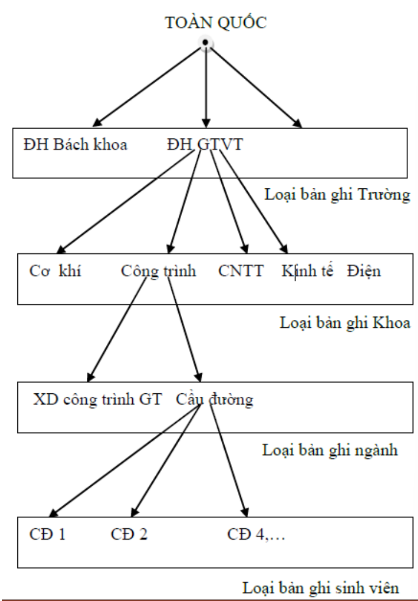 TOÀN QUỐC
ĐH Bách khoa ĐH GTVT
Loại bản ghi Trường
Cơ khí Công trình CNTT Kinh tế Điện
Loại bản ghi Khoa
XD công trình GT Cầu đường
Loại bản ghi ngành
CĐ 1 CĐ 2 CĐ 4,...
Loại bản ghi sinh viên